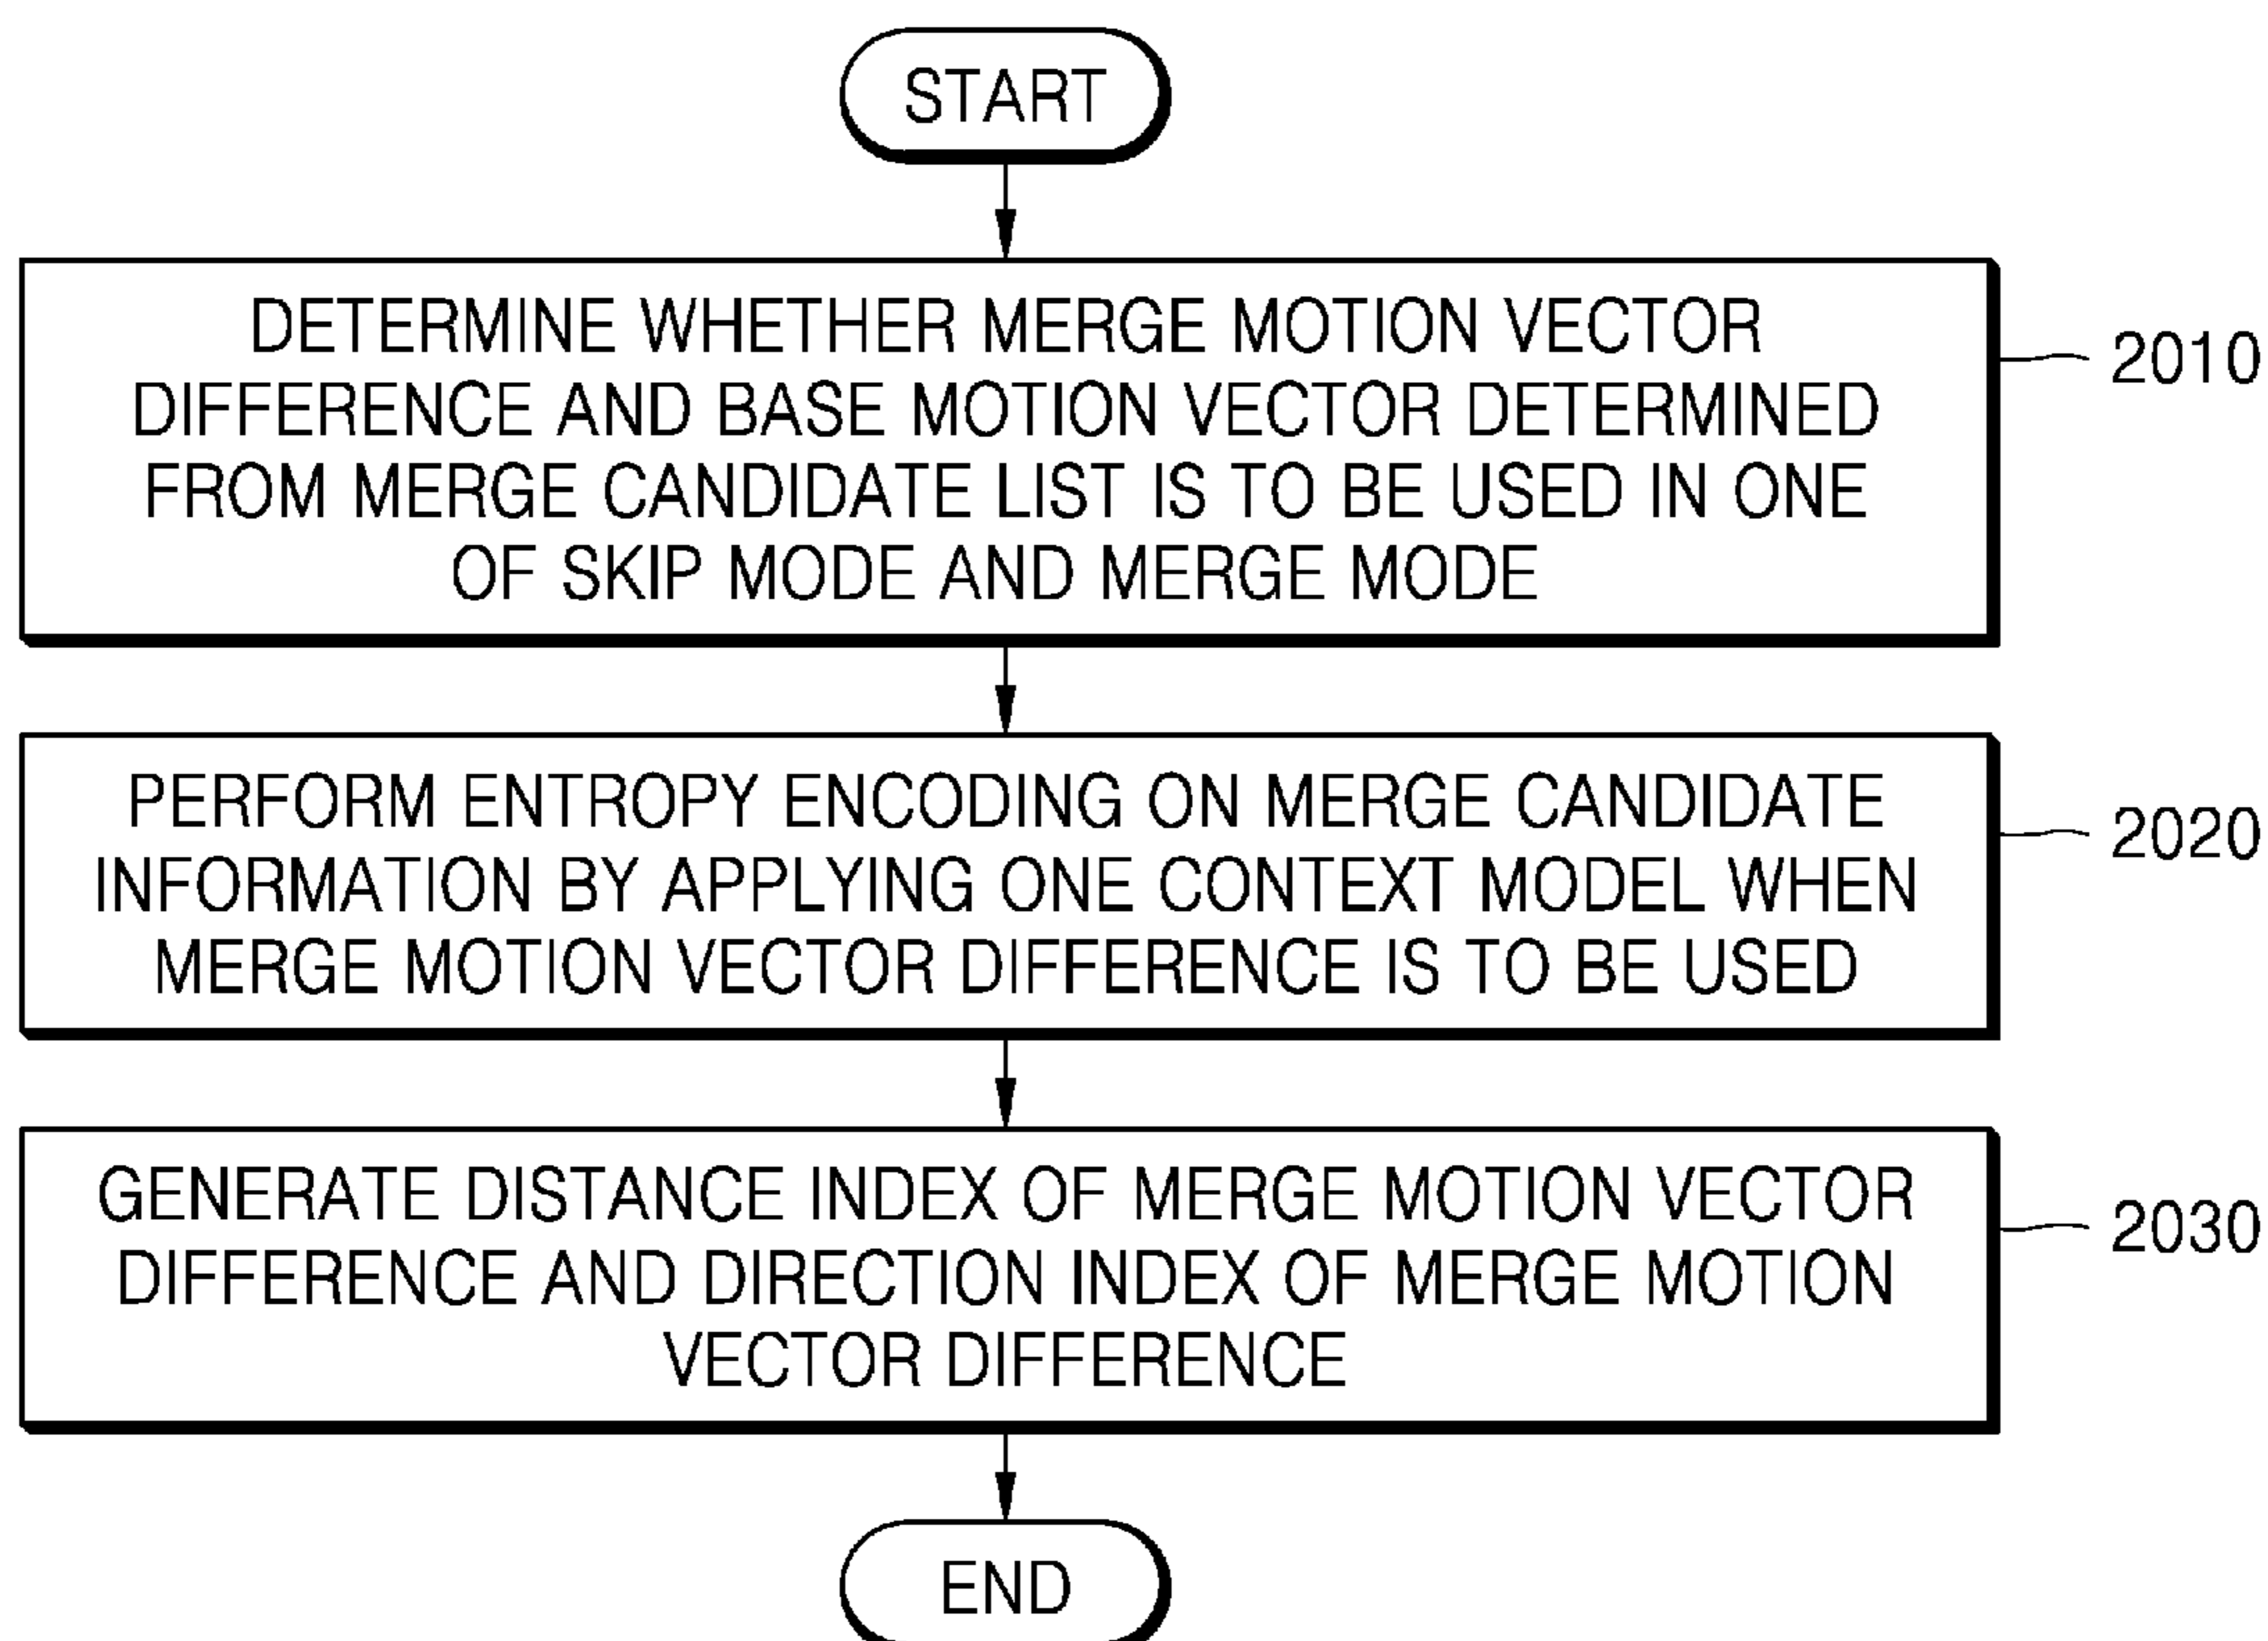 START
DETERMINE WHETHER MERGE MOTION VECTOR
DIFFERENCE AND BASE MOTION VECTOR DETERMINED
FROM MERGE CANDIDATE LIST IS TO BE USED IN ONE
OF SKIP MODE AND MERGE MODE
2010
PERFORM ENTROPY ENCODING ON MERGE CANDIDATE
INFORMATION BY APPLYING ONE CONTEXT MODEL WHEN
MERGE MOTION VECTOR DIFFERENCE IS TO BE USED
2020
GENERATE DISTANCE INDEX OF MERGE MOTION VECTOR
DIFFERENCE AND DIRECTION INDEX OF MERGE MOTION
VECTOR DIFFERENCE
2030
END